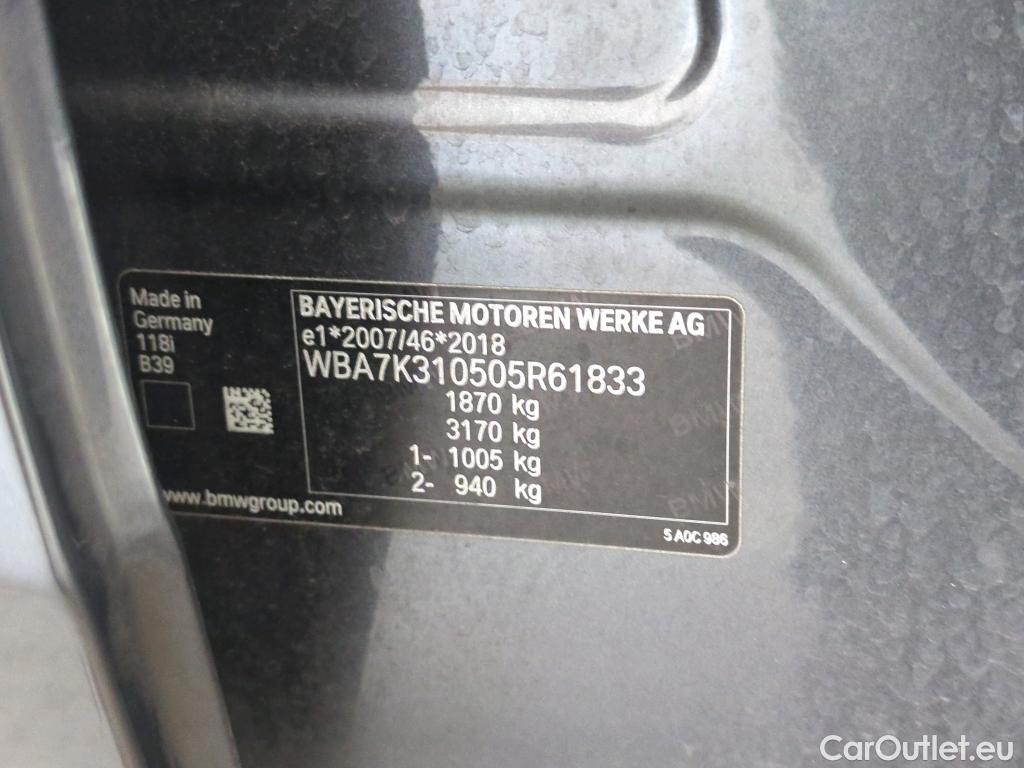 Made in
Germany
118i
B39
BAYERISCHE MOTOREN WERKE AG
e1*2007/46*2018
WBA7K310505R61833
1870 kg
3170 kg
1- 1005 kg
2- 940 kg
www.bmwgroup.com
5 A0C 986
CarOutlet.eu